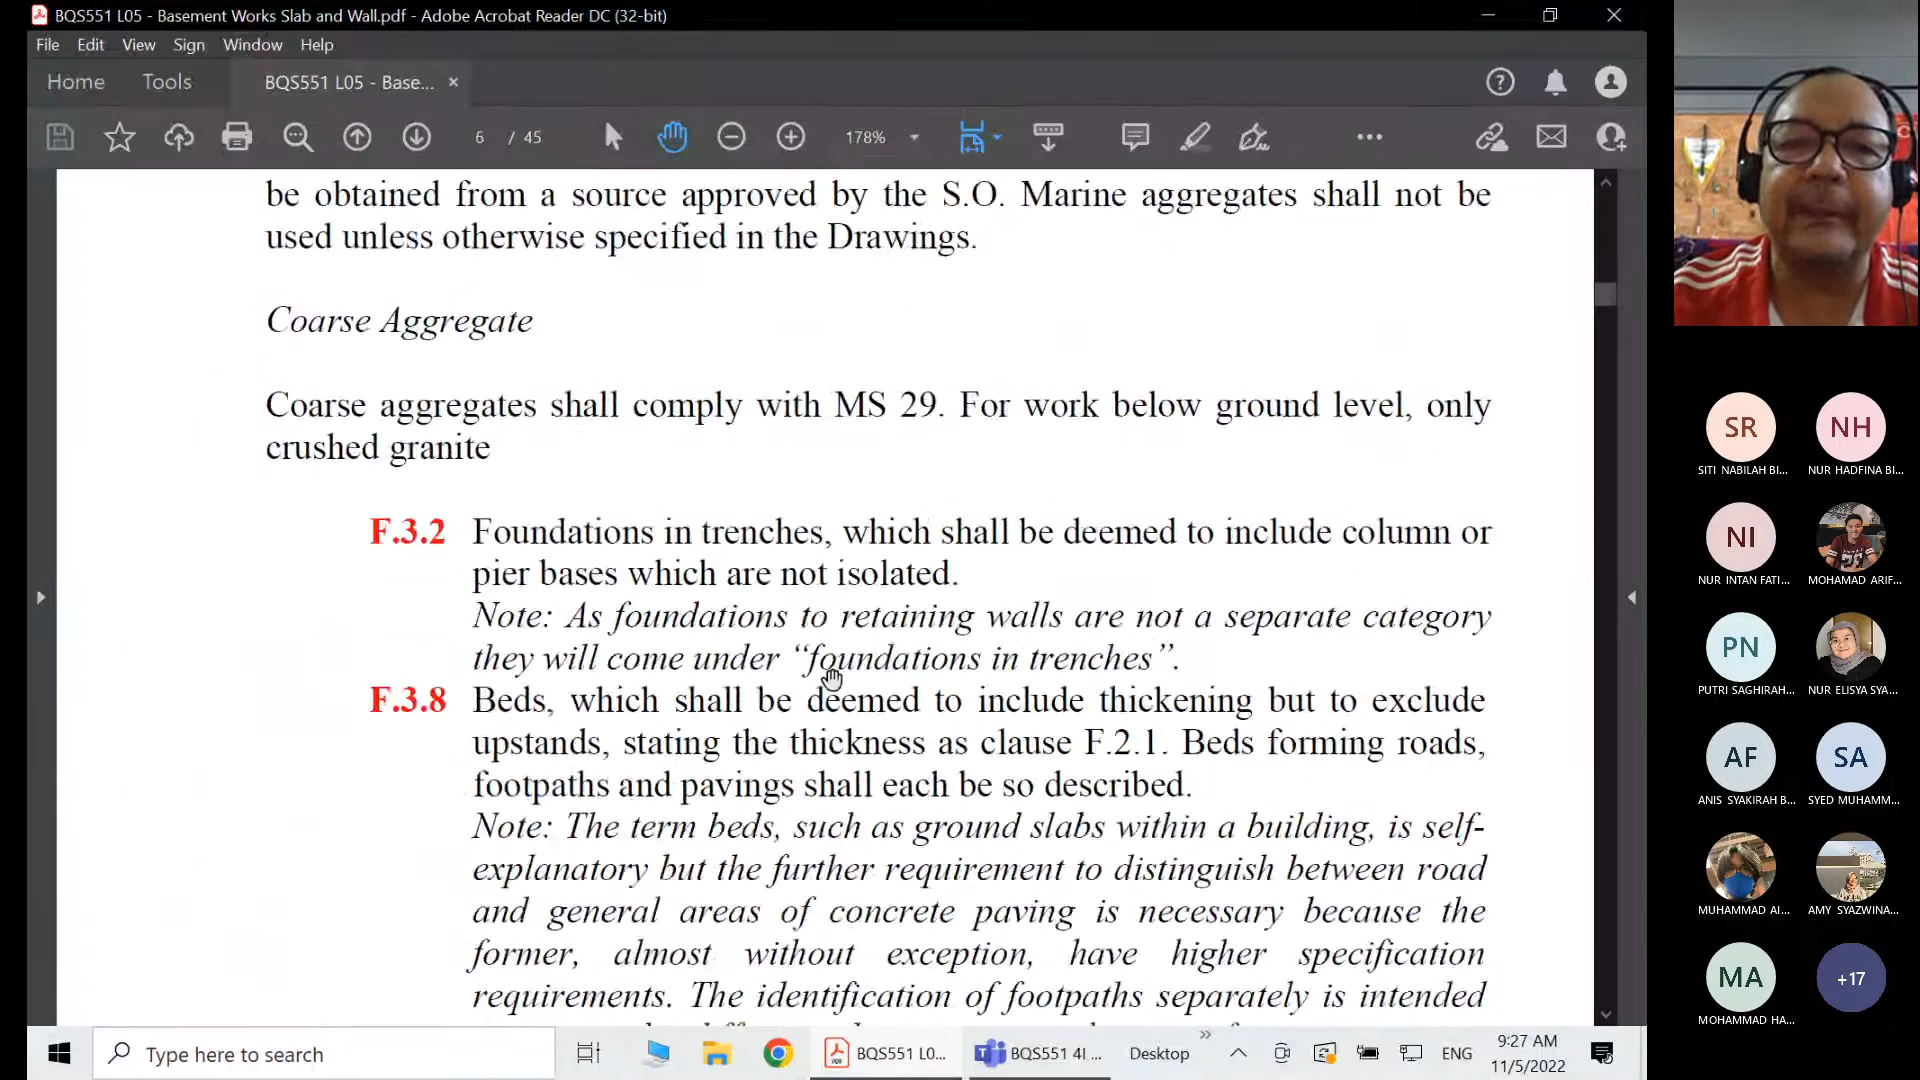 BQS551 L05 - Basement Works Slab and Wall.pdf - Adobe Acrobat Reader DC (32-bit)
File Edit View Sign Window Help
Home Tools BQS551 L05 - Base... ×
6 / 45 178%
be obtained from a source approved by the S.O. Marine aggregates shall not be
used unless otherwise specified in the Drawings.
Coarse Aggregate
Coarse aggregates shall comply with MS 29. For work below ground level, only
crushed granite
F.3.2 Foundations in trenches, which shall be deemed to include column or
pier bases which are not isolated.
Note: As foundations to retaining walls are not a separate category
they will come under “foundations in trenches”.
F.3.8 Beds, which shall be deemed to include thickening but to exclude
upstands, stating the thickness as clause F.2.1. Beds forming roads,
footpaths and pavings shall each be so described.
Note: The term beds, such as ground slabs within a building, is self-
explanatory but the further requirement to distinguish between road
and general areas of concrete paving is necessary because the
former, almost without exception, have higher specification
requirements. The identification of footpaths separately is intended
SR NH
SITI NABILAH BI... NUR HADFINA BI...
NI
NUR INTAN FATI... MOHAMAD ARIF...
PN
PUTRI SAGHIRAH... NUR ELISYA SYA...
AF SA
ANIS SYAKIRAH B... SYED MUHAMM...
MUHAMMAD AI... AMY SYAZWINA...
MA +17
MOHAMMAD HA...
Type here to search BQS551 L0... BQS551 4I ... Desktop » ENG 9:27 AM
11/5/2022